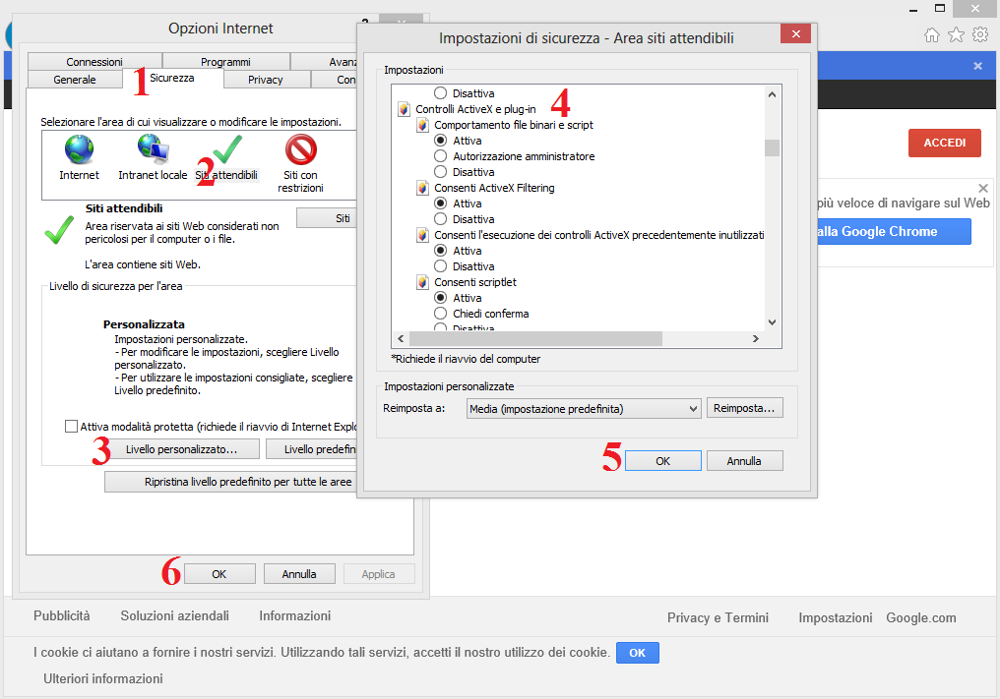 Opzioni Internet
?
Connessioni
Programmi
Avanz
Generale
1
Sicurezza
Privacy
Con
Selezionare l'area di cui visualizzare o modificare le impostazioni.
2
Internet
Intranet locale
Siti attendibili
Siti con
restrizioni
Siti attendibili
Siti
Area riservata ai siti Web considerati non
pericolosi per il computer o i file.
L'area contiene siti Web.
Livello di sicurezza per l'area
Personalizzata
Impostazioni personalizzate.
- Per modificare le impostazioni, scegliere Livello
personalizzato.
- Per utilizzare le impostazioni consigliate, scegliere
Livello predefinito.
Attiva modalità protetta (richiede il riavvio di Internet Explo
3
Livello personalizzato...
Livello predefin
Ripristina livello predefinito per tutte le aree
6
OK
Annulla
Applica
Impostazioni di sicurezza - Area siti attendibili
Impostazioni
Disattiva
Controlli ActiveX e plug-in
4
Comportamento file binari e script
Attiva
Autorizzazione amministratore
Disattiva
Consenti ActiveX Filtering
Attiva
Disattiva
Consenti l'esecuzione dei controlli ActiveX precedentemente inutilizzati
Attiva
Disattiva
Consenti scriptlet
Attiva
Chiedi conferma
Disattiva
*Richiede il riavvio del computer
Impostazioni personalizzate
Reimposta a:
Media (impostazione predefinita)
Reimposta...
5
OK
Annulla
ACCEDI
più veloce di navigare sul Web
alla Google Chrome
Pubblicità
Soluzioni aziendali
Informazioni
Privacy e Termini
Impostazioni
Google.com
I cookie ci aiutano a fornire i nostri servizi. Utilizzando tali servizi, accetti il nostro utilizzo dei cookie.
OK
Ulteriori informazioni